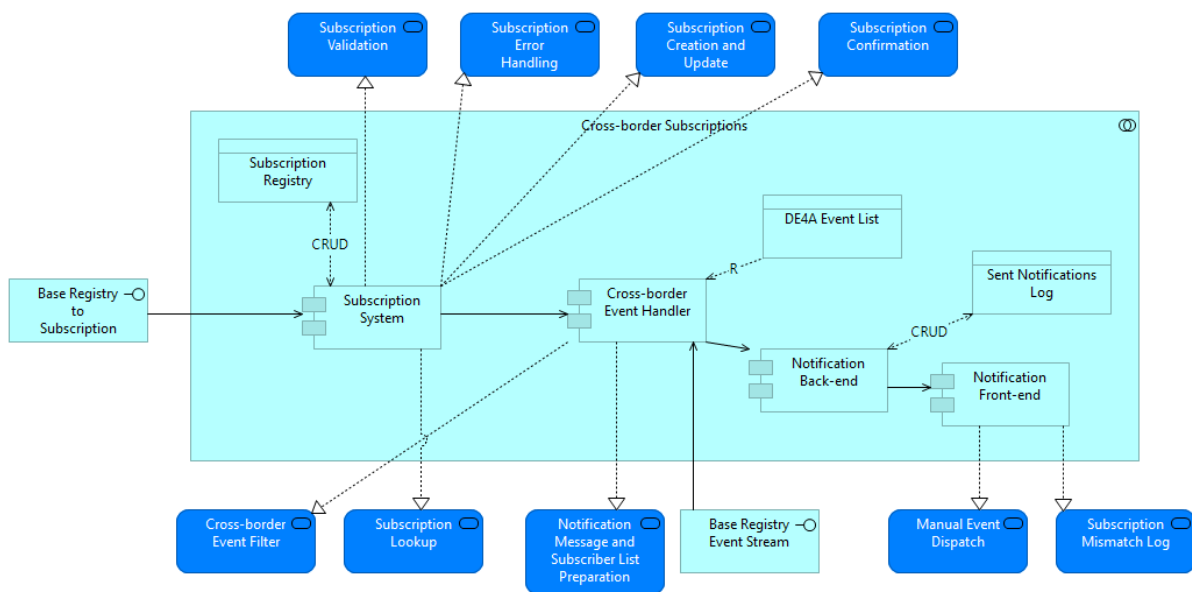 Subscription
Validation
Subscription
Error
Handling
Subscription
Creation and
Update
Subscription
Confirmation
Cross-border Subscriptions
Subscription
Registry
DE4A Event List
CRUD
R
Sent Notifications
Log
Base Registry
to
Subscription
Subscription
System
Cross-border
Event Handler
CRUD
Notification
Back-end
Notification
Front-end
Cross-border
Event Filter
Subscription
Lookup
Notification
Message and
Subscriber List
Preparation
Base Registry
Event Stream
Manual Event
Dispatch
Subscription
Mismatch Log